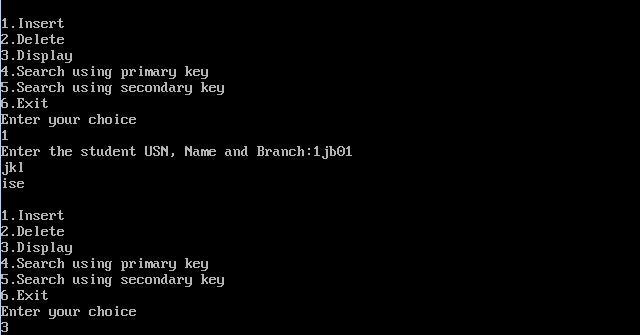 1.Insert
2.Delete
3.Display
4.Search using primary key
5.Search using secondary key
6.Exit
Enter your choice
1
Enter the student USN, Name and Branch:1jb01
jkl
ise
1.Insert
2.Delete
3.Display
4.Search using primary key
5.Search using secondary key
6.Exit
Enter your choice
3